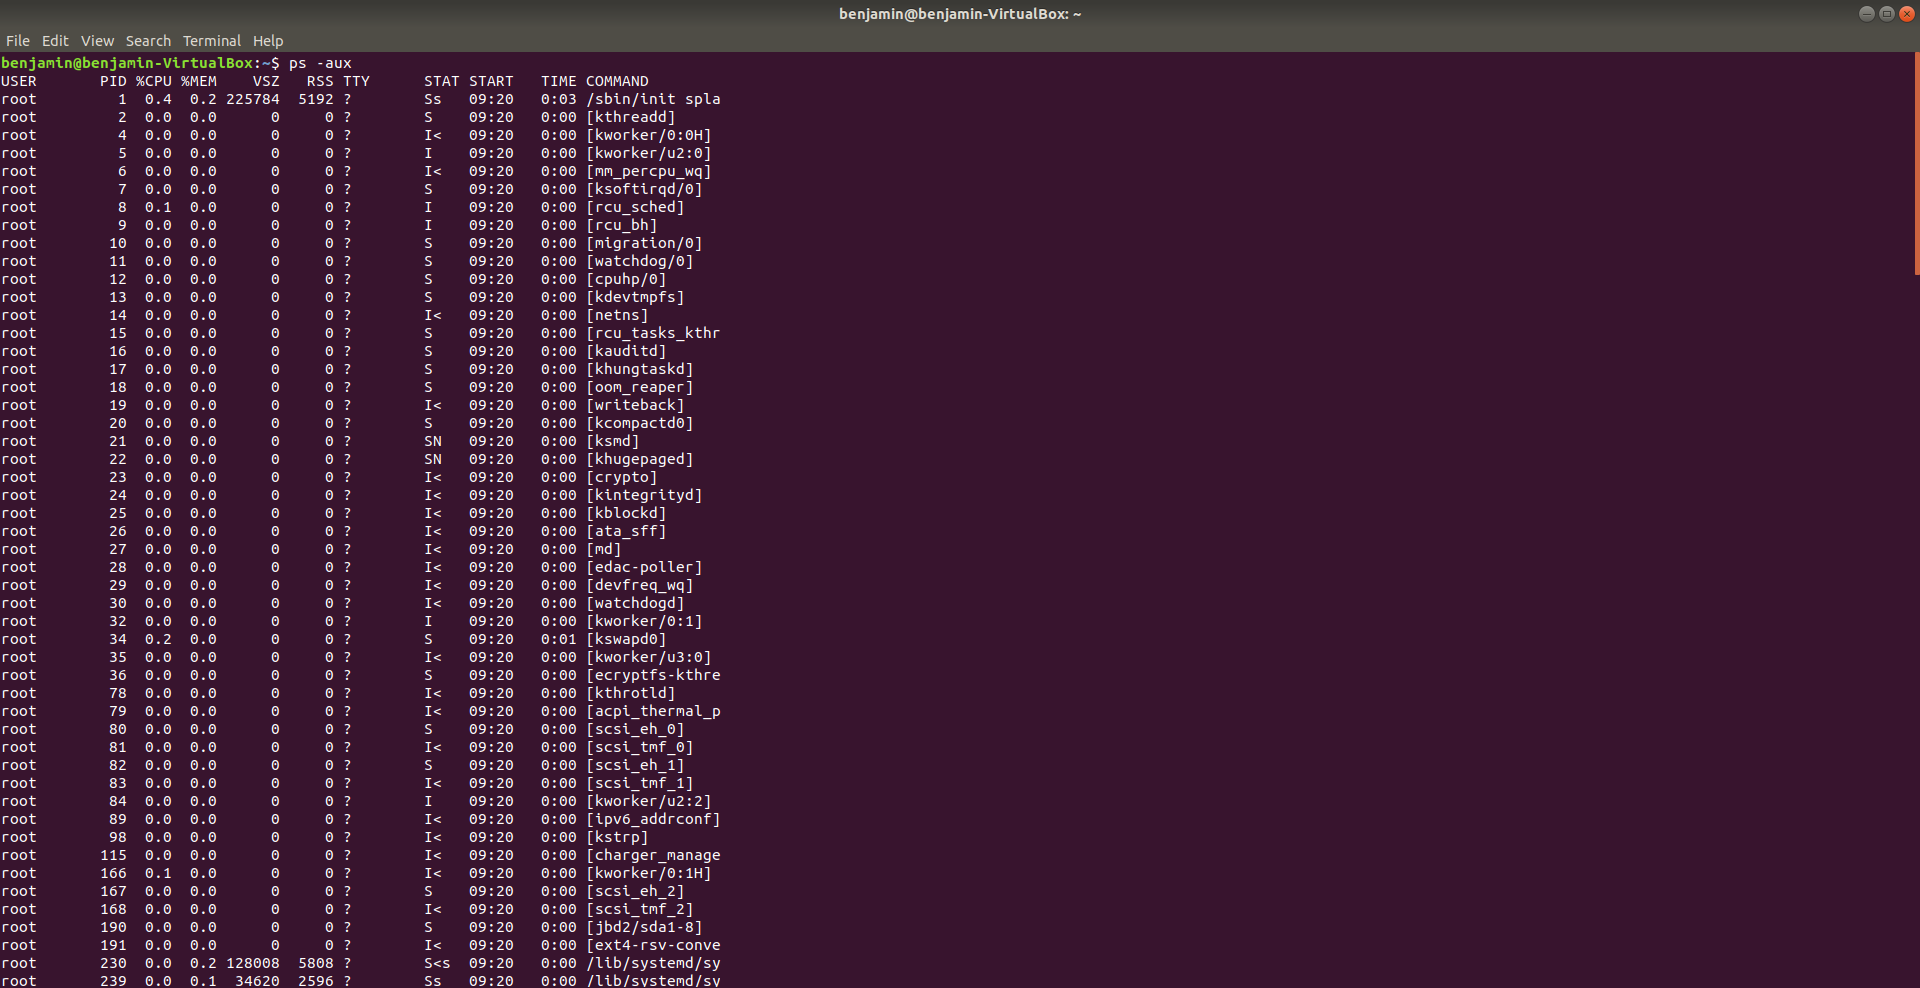 benjamin@benjamin-VirtualBox: ~
File Edit View Search Terminal Help
benjamin@benjamin-VirtualBox:~$ ps -aux
USER       PID %CPU %MEM    VSZ   RSS TTY      STAT START   TIME COMMAND
root         1  0.4  0.2 225784  5192 ?        Ss   09:20   0:03 /sbin/init spla
root         2  0.0  0.0      0     0 ?        S    09:20   0:00 [kthreadd]
root         4  0.0  0.0      0     0 ?        I<   09:20   0:00 [kworker/0:0H]
root         5  0.0  0.0      0     0 ?        I    09:20   0:00 [kworker/u2:0]
root         6  0.0  0.0      0     0 ?        I<   09:20   0:00 [mm_percpu_wq]
root         7  0.0  0.0      0     0 ?        S    09:20   0:00 [ksoftirqd/0]
root         8  0.1  0.0      0     0 ?        I    09:20   0:00 [rcu_sched]
root         9  0.0  0.0      0     0 ?        I    09:20   0:00 [rcu_bh]
root        10  0.0  0.0      0     0 ?        S    09:20   0:00 [migration/0]
root        11  0.0  0.0      0     0 ?        S    09:20   0:00 [watchdog/0]
root        12  0.0  0.0      0     0 ?        S    09:20   0:00 [cpuhp/0]
root        13  0.0  0.0      0     0 ?        S    09:20   0:00 [kdevtmpfs]
root        14  0.0  0.0      0     0 ?        I<   09:20   0:00 [netns]
root        15  0.0  0.0      0     0 ?        S    09:20   0:00 [rcu_tasks_kthr
root        16  0.0  0.0      0     0 ?        S    09:20   0:00 [kauditd]
root        17  0.0  0.0      0     0 ?        S    09:20   0:00 [khungtaskd]
root        18  0.0  0.0      0     0 ?        S    09:20   0:00 [oom_reaper]
root        19  0.0  0.0      0     0 ?        I<   09:20   0:00 [writeback]
root        20  0.0  0.0      0     0 ?        S    09:20   0:00 [kcompactd0]
root        21  0.0  0.0      0     0 ?        SN   09:20   0:00 [ksmd]
root        22  0.0  0.0      0     0 ?        SN   09:20   0:00 [khugepaged]
root        23  0.0  0.0      0     0 ?        I<   09:20   0:00 [crypto]
root        24  0.0  0.0      0     0 ?        I<   09:20   0:00 [kintegrityd]
root        25  0.0  0.0      0     0 ?        I<   09:20   0:00 [kblockd]
root        26  0.0  0.0      0     0 ?        I<   09:20   0:00 [ata_sff]
root        27  0.0  0.0      0     0 ?        I<   09:20   0:00 [md]
root        28  0.0  0.0      0     0 ?        I<   09:20   0:00 [edac-poller]
root        29  0.0  0.0      0     0 ?        I<   09:20   0:00 [devfreq_wq]
root        30  0.0  0.0      0     0 ?        I<   09:20   0:00 [watchdogd]
root        32  0.0  0.0      0     0 ?        I    09:20   0:00 [kworker/0:1]
root        34  0.2  0.0      0     0 ?        S    09:20   0:01 [kswapd0]
root        35  0.0  0.0      0     0 ?        I<   09:20   0:00 [kworker/u3:0]
root        36  0.0  0.0      0     0 ?        S    09:20   0:00 [ecryptfs-kthre
root        78  0.0  0.0      0     0 ?        I<   09:20   0:00 [kthrotld]
root        79  0.0  0.0      0     0 ?        I<   09:20   0:00 [acpi_thermal_p
root        80  0.0  0.0      0     0 ?        S    09:20   0:00 [scsi_eh_0]
root        81  0.0  0.0      0     0 ?        I<   09:20   0:00 [scsi_tmf_0]
root        82  0.0  0.0      0     0 ?        S    09:20   0:00 [scsi_eh_1]
root        83  0.0  0.0      0     0 ?        I<   09:20   0:00 [scsi_tmf_1]
root        84  0.0  0.0      0     0 ?        I    09:20   0:00 [kworker/u2:2]
root        89  0.0  0.0      0     0 ?        I<   09:20   0:00 [ipv6_addrconf]
root        98  0.0  0.0      0     0 ?        I<   09:20   0:00 [kstrp]
root       115  0.0  0.0      0     0 ?        I<   09:20   0:00 [charger_manage
root       166  0.1  0.0      0     0 ?        I<   09:20   0:00 [kworker/0:1H]
root       167  0.0  0.0      0     0 ?        S    09:20   0:00 [scsi_eh_2]
root       168  0.0  0.0      0     0 ?        I<   09:20   0:00 [scsi_tmf_2]
root       190  0.0  0.0      0     0 ?        S    09:20   0:00 [jbd2/sda1-8]
root       191  0.0  0.0      0     0 ?        I<   09:20   0:00 [ext4-rsv-conve
root       230  0.0  0.2 128008  5808 ?        S<s  09:20   0:00 /lib/systemd/sy
root       239  0.0  0.1  34620  2596 ?        Ss   09:20   0:00 /lib/systemd/sy